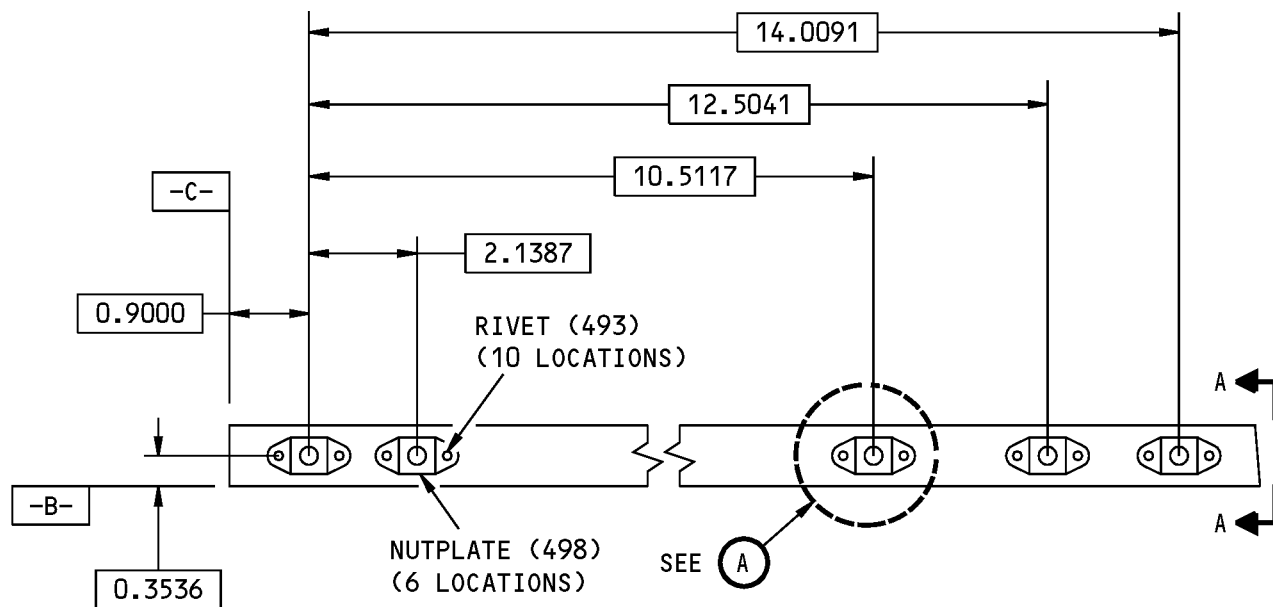 14.0091
12.5041
10.5117
-C-
2.1387
0.9000
RIVET (493)
(10 LOCATIONS)
A
-B-
NUTPLATE (498)
(6 LOCATIONS)
SEE A
A
0.3536